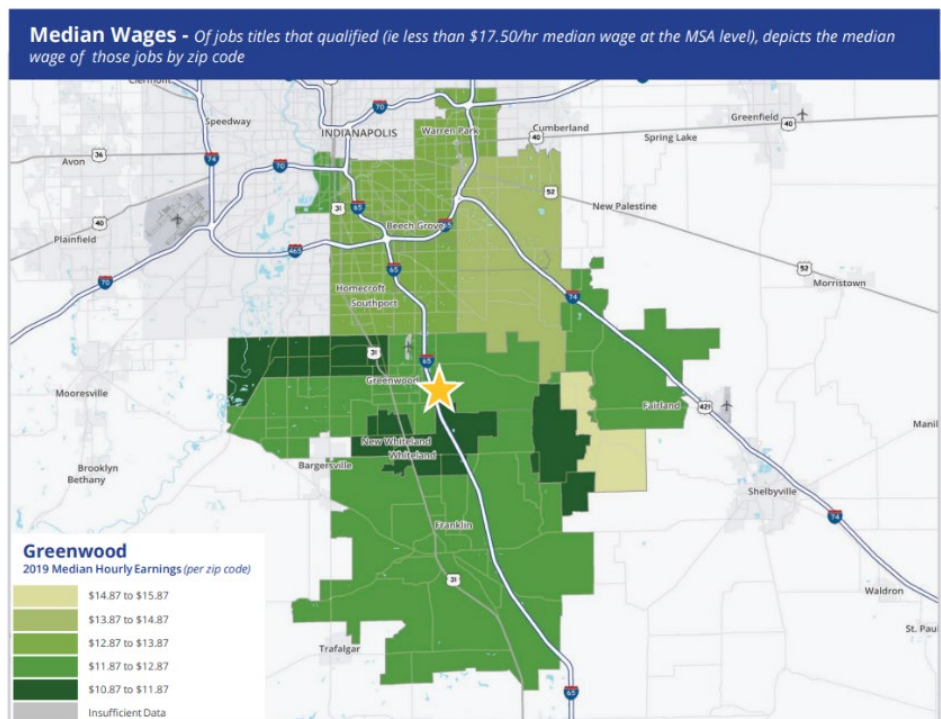 Median Wages - Of jobs titles that qualified (ie less than $17.50/hr median wage at the MSA level), depicts the median
wage of those jobs by zip code
Clermont
70
Speedway
INDIANAPOLIS
Warren Park
Cumberland
40
Greenfield
40
Spring Lake
Avon
36
74
70
52
31
65
New Palestine
40
Beech Grove
Plainfield
465
52
65
70
Morristown
Homecroft
74
Southport
31
65
Greenwood
Mooresville
Fairland
421
New Whiteland
Whiteland
Bargersville
Brooklyn
Bethany
Shelbyville
74
Franklin
31
Waldron
St. Pau
Trafalgar
65
Greenwood
2019 Median Hourly Earnings (per zip code)
$14.87 to $15.87
$13.87 to $14.87
$12.87 to $13.87
$11.87 to $12.87
$10.87 to $11.87
Insufficient Data